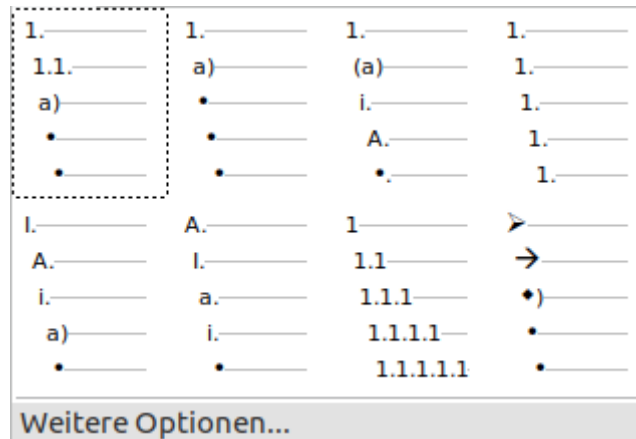 1. 1. 1. 1.
1.1. a) (a) 1.
a) • i. 1.
• • A. 1.
• • •. 1.
I. A. 1 ➢
A. I. 1.1 →
i. a. 1.1.1 ◆)
a) i. 1.1.1.1 •
• • 1.1.1.1.1 •
Weitere Optionen...